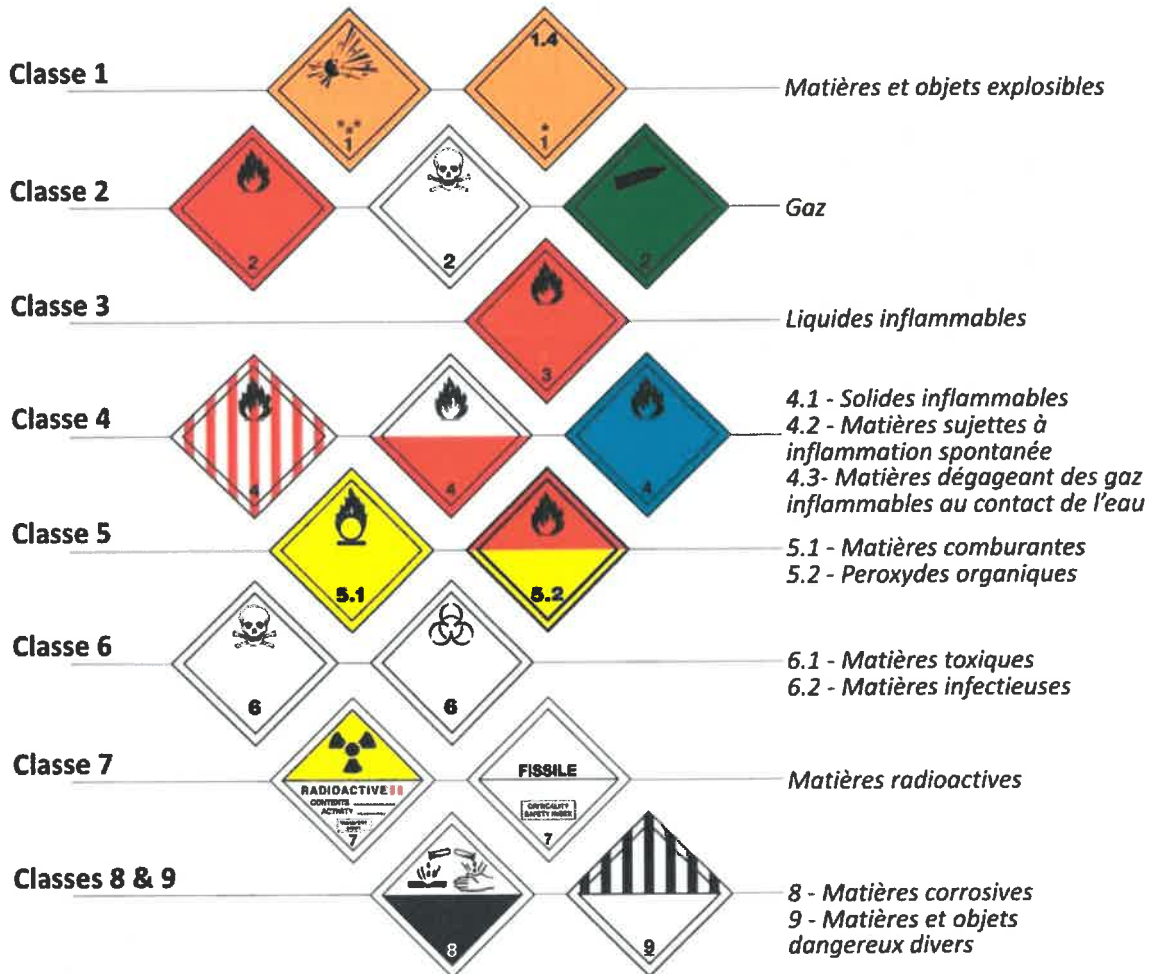 Classe 1
1.4
1
1
Matières et objets explosibles
Classe 2
2
2
2
Gaz
Classe 3
3
Liquides inflammables
Classe 4
4
4
4
4.1 - Solides inflammables
4.2 - Matières sujettes à
inflammation spontanée
4.3- Matières dégageant des gaz
inflammables au contact de l'eau
Classe 5
5.1
5.2
5.1 - Matières comburantes
5.2 - Peroxydes organiques
Classe 6
6
6
6.1 - Matières toxiques
6.2 - Matières infectieuses
Classe 7
RADIOACTIVE II
CONTENTS
ACTIVITY
7
FISSILE
CRITICALITY
SAFETY INDEX
7
Matières radioactives
Classes 8 & 9
8
9
8 - Matières corrosives
9 - Matières et objets
dangereux divers